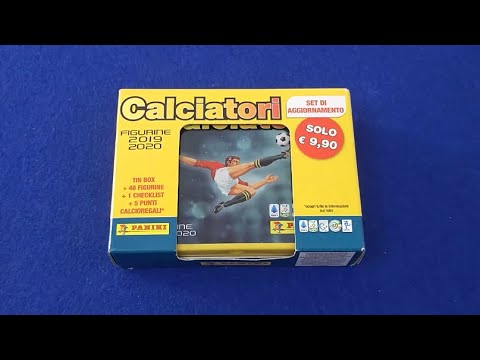 Calciatori
SET DI
AGGIORNAMENTO
SOLO
€ 9,90
FIGURINE
2019
2020
TIN BOX
+ 48 FIGURINE
+ 1 CHECKLIST
+ 5 PUNTI
CALCIOREGALI*
PANINI